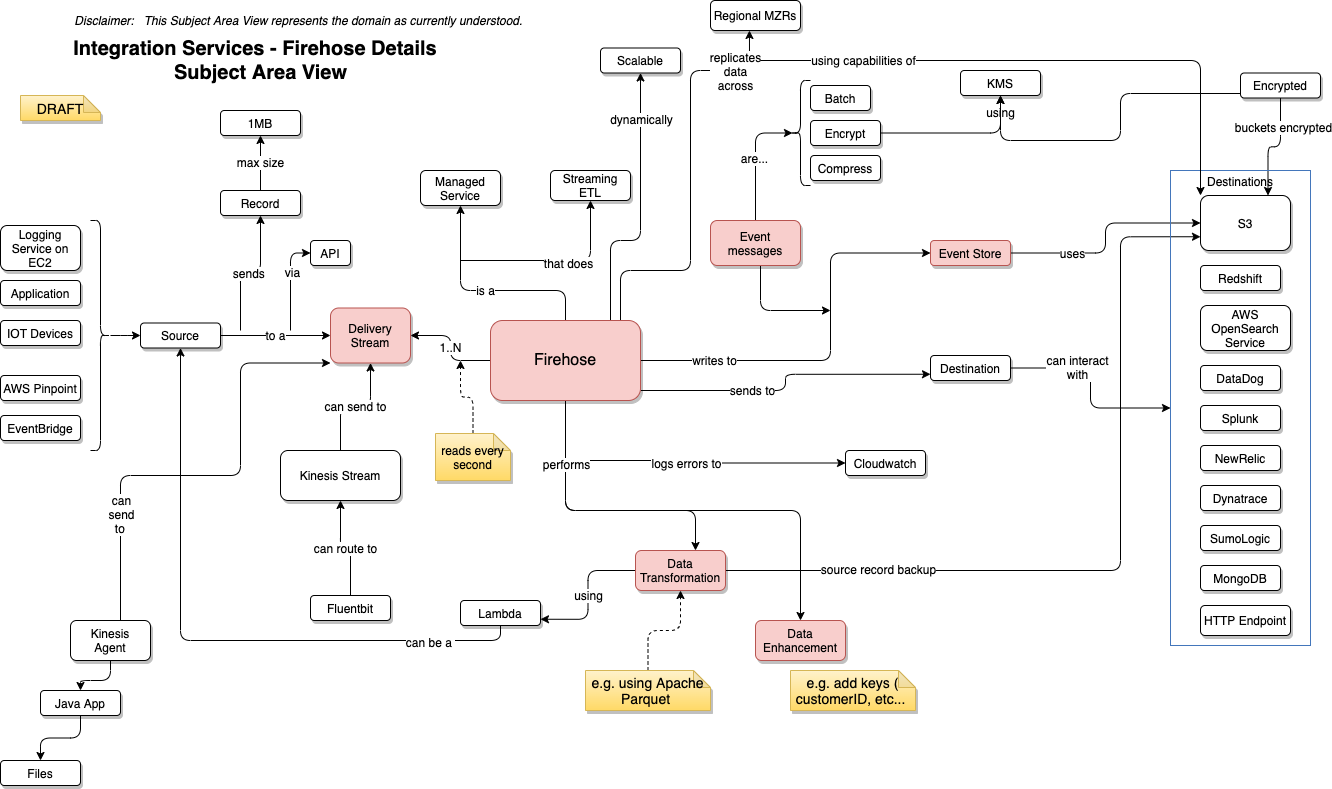 Disclaimer: This Subject Area View represents the domain as currently understood.
Integration Services - Firehose Details
Subject Area View
DRAFT
Regional MZRs
replicates
data
across
using capabilities of
Scalable
dynamically
KMS
using
Encrypted
buckets encrypted
Batch
Encrypt
Compress
are...
1MB
max size
Record
sends
via
API
Managed
Service
Streaming
ETL
that does
is a
Event
messages
Event Store
uses
Destinations
S3
Redshift
AWS
OpenSearch
Service
DataDog
Splunk
NewRelic
Dynatrace
SumoLogic
MongoDB
HTTP Endpoint
Logging
Service on
EC2
Application
IOT Devices
AWS Pinpoint
EventBridge
Source
to a
Delivery
Stream
1..N
Firehose
writes to
sends to
Destination
can interact
with
can send to
reads every
second
Kinesis Stream
can route to
Fluentbit
performs
logs errors to
Cloudwatch
can
send
to
Data
Transformation
source record backup
using
Lambda
can be a
Data
Enhancement
Kinesis
Agent
Java App
Files
e.g. using Apache
Parquet
e.g. add keys (
customerID, etc...